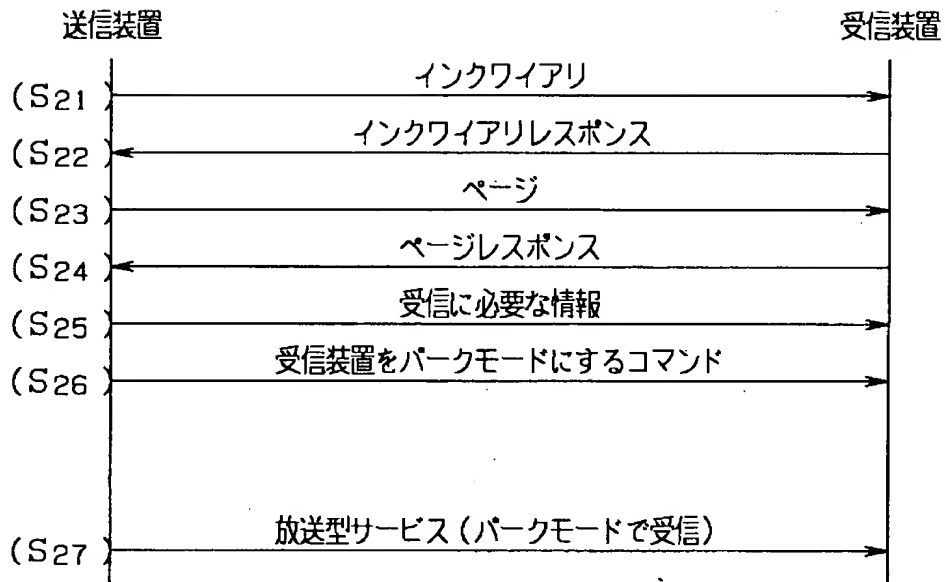 送信装置 受信装置
(S21) インクワイアリ
(S22) インクワイアリレスポンス
(S23) ページ
(S24) ページレスポンス
(S25) 受信に必要な情報
(S26) 受信装置をパークモードにするコマンド
(S27) 放送型サービス(パークモードで受信)